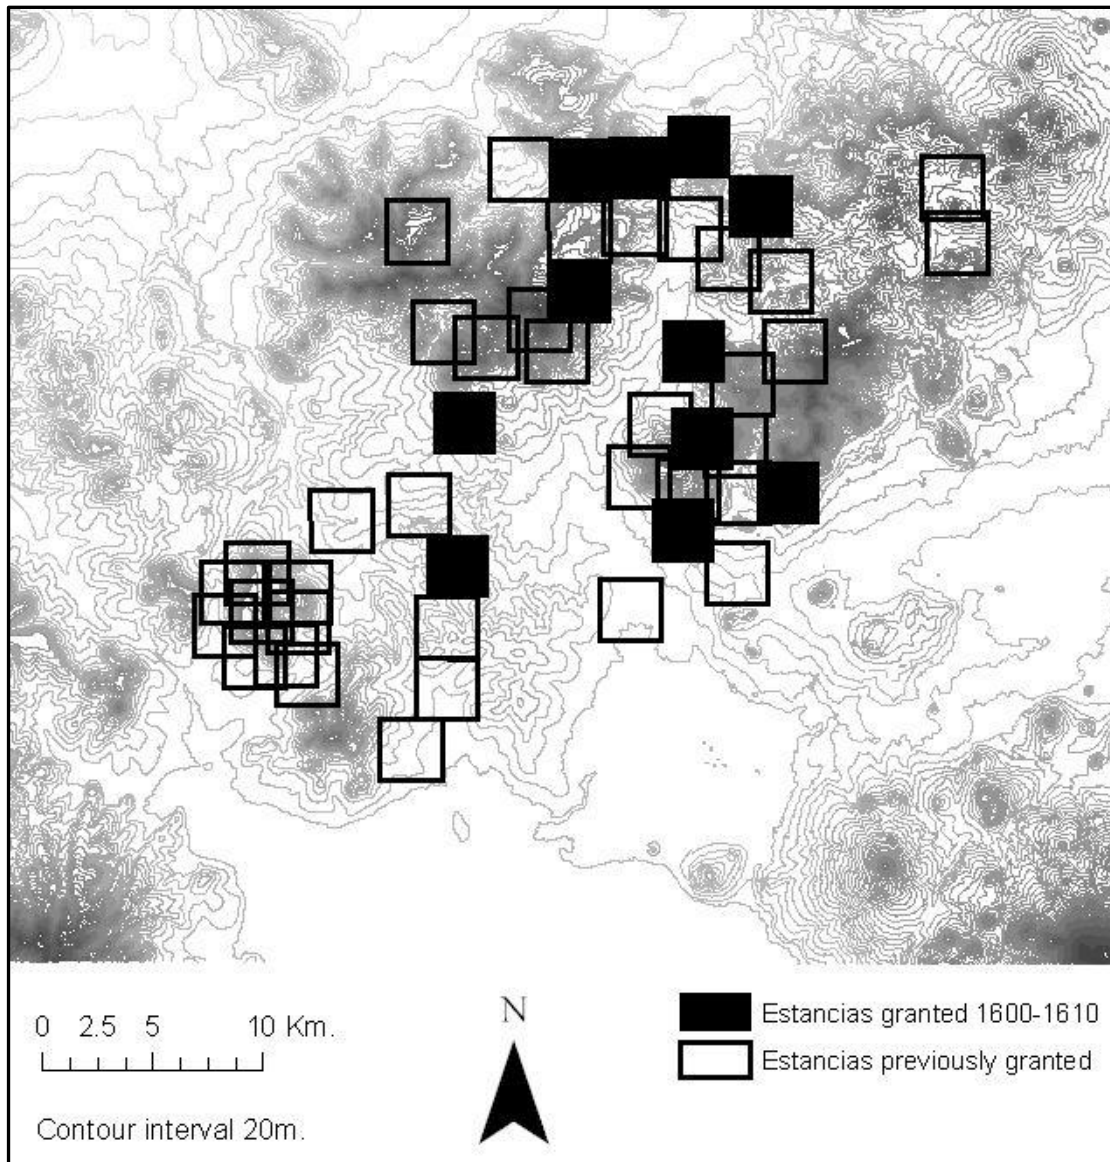 0 2.5 5 10 Km.
Contour interval 20m.
N
Estancias granted 1600-1610
Estancias previously granted